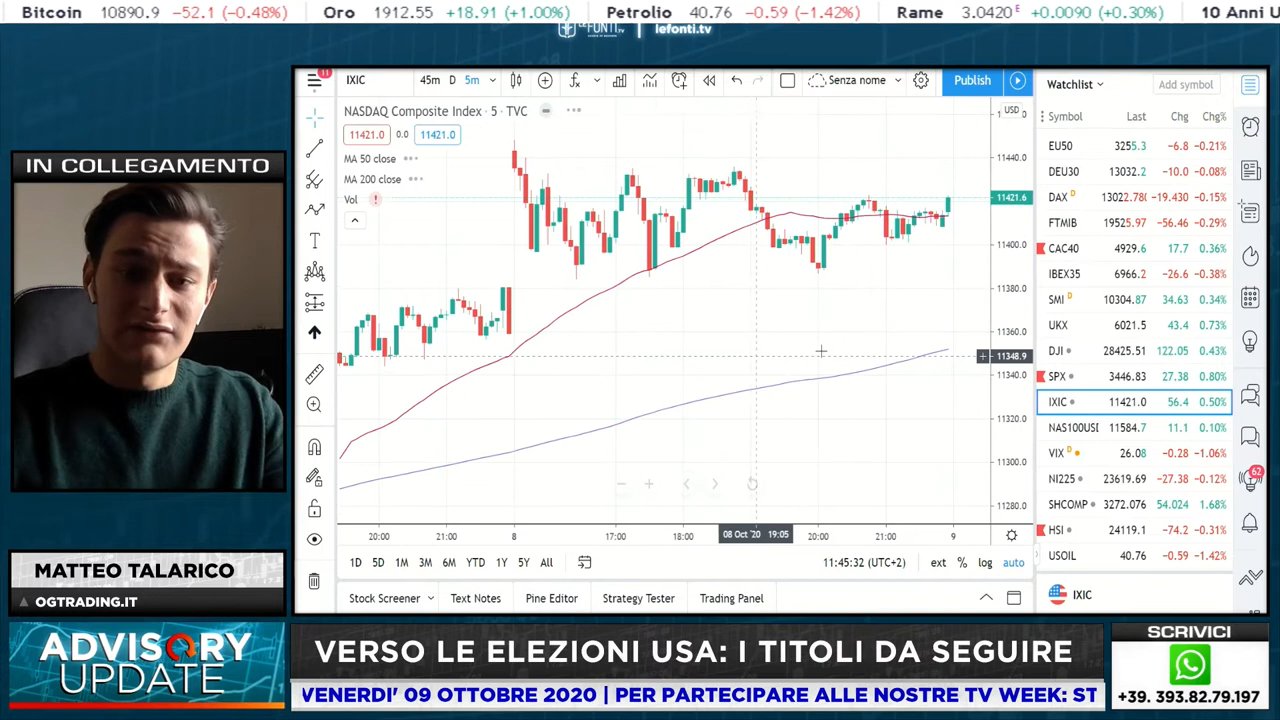 Bitcoin 10890.9 −52.1 (−0.48%) Oro 1912.55 +18.91 (+1.00%) Petrolio 40.76 −0.59 (−1.42%) Rame 3.0420 E +0.0090 (+0.30%) 10 Anni U
LEFONTI.TV lefonti.tv
IN COLLEGAMENTO
11
IXIC 45m D 5m Senza nome Publish
NASDAQ Composite Index · 5 · TVC
USD
11421.0 0.0 11421.0
MA 50 close
MA 200 close
Vol
11440.0
11421.6
11400.0
11380.0
11360.0
11348.9
11340.0
11320.0
11300.0
11280.0
20:00 21:00 8 17:00 18:00 08 Oct '20 19:05 20:00 21:00 9
1D 5D 1M 3M 6M YTD 1Y 5Y All 11:45:32 (UTC+2) ext % log auto
Stock Screener Text Notes Pine Editor Strategy Tester Trading Panel
Watchlist Add symbol
Symbol Last Chg Chg%
EU50 3255.3 −6.8 −0.21%
DEU30 13032.2 −10.0 −0.08%
DAX D 13022.780 −19.430 −0.15%
FTMIB 19525.97 −56.46 −0.29%
CAC40 4929.6 17.7 0.36%
IBEX35 6966.2 −26.6 −0.38%
SMI D 10304.87 34.63 0.34%
UKX 6021.5 43.4 0.73%
DJI 28425.51 122.05 0.43%
SPX 3446.83 27.38 0.80%
IXIC 11421.0 56.4 0.50%
NAS100USD 11584.7 11.1 0.10%
VIX D 26.08 −0.28 −1.06%
NI225 23619.69 −27.38 −0.12%
SHCOMP 3272.076 54.024 1.68%
HSI 24119.1 −74.2 −0.31%
USOIL 40.76 −0.59 −1.42%
IXIC
62
MATTEO TALARICO
OGTRADING.IT
ADVISORY
UPDATE
VERSO LE ELEZIONI USA: I TITOLI DA SEGUIRE
VENERDI' 09 OTTOBRE 2020 | PER PARTECIPARE ALLE NOSTRE TV WEEK: ST
SCRIVICI
+39. 393.82.79.197